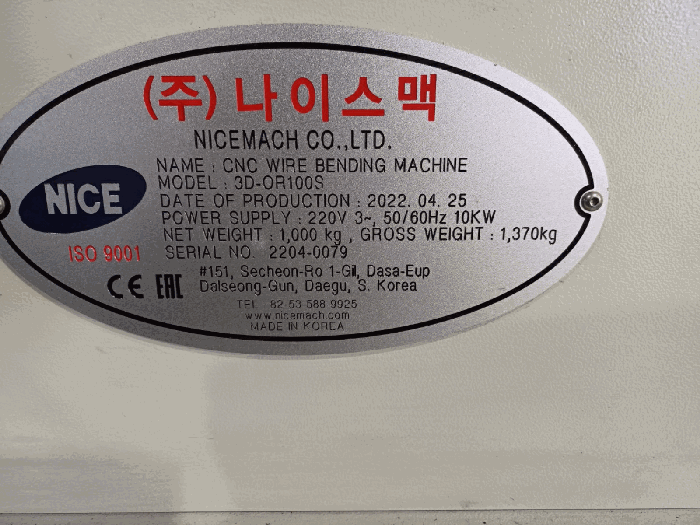 (주) 나이스맥
NICEMACH CO.,LTD.
NICE
ISO 9001
NAME : CNC WIRE BENDING MACHINE
MODEL : 3D-OR100S
DATE OF PRODUCTION : 2022. 04. 25
POWER SUPPLY : 220V 3~, 50/60Hz 10KW
NET WEIGHT : 1,000 kg , GROSS WEIGHT : 1,370kg
SERIAL NO. 2204-0079
CE EAC
#151, Secheon-Ro 1-Gil, Dasa-Eup
Dalseong-Gun, Daegu, S. Korea
TEL : 82-53-588-9925
www.nicemach.com
MADE IN KOREA